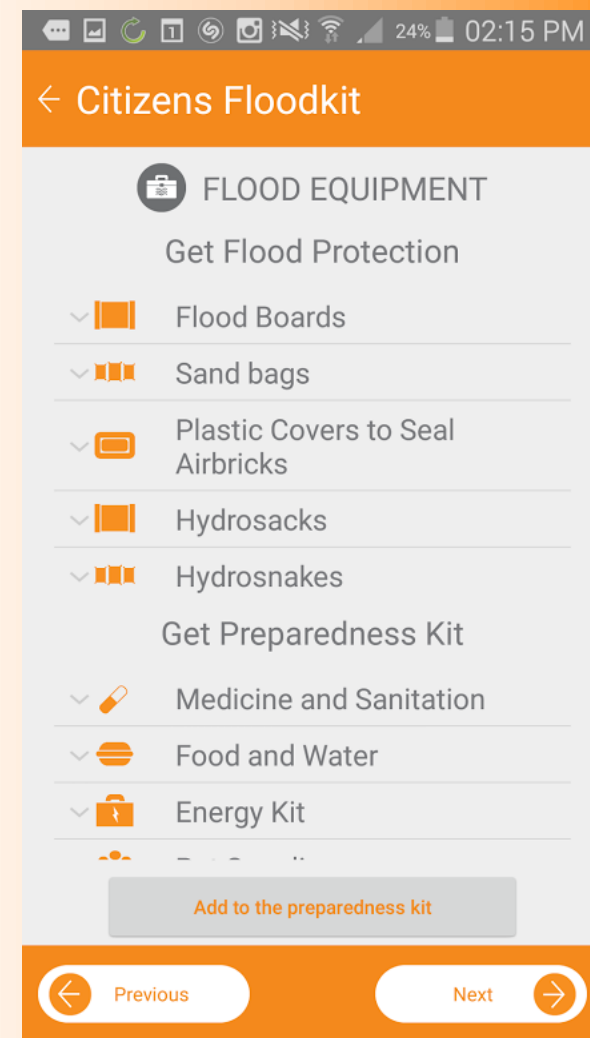 1 24% 02:15 PM
Citizens Floodkit
FLOOD EQUIPMENT
Get Flood Protection
Flood Boards
Sand bags
Plastic Covers to Seal
Airbricks
Hydrosacks
Hydrosnakes
Get Preparedness Kit
Medicine and Sanitation
Food and Water
Energy Kit
Add to the preparedness kit
Previous
Next